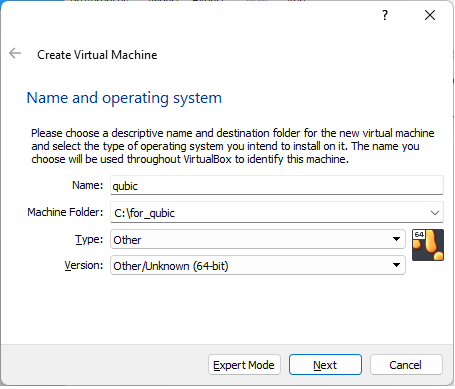 ?
Create Virtual Machine
Name and operating system
Please choose a descriptive name and destination folder for the new virtual machine
and select the type of operating system you intend to install on it. The name you
choose will be used throughout VirtualBox to identify this machine.
Name: qubic
Machine Folder: C:\for_qubic
Type: Other
64
Version: Other/Unknown (64-bit)
Expert Mode Next Cancel